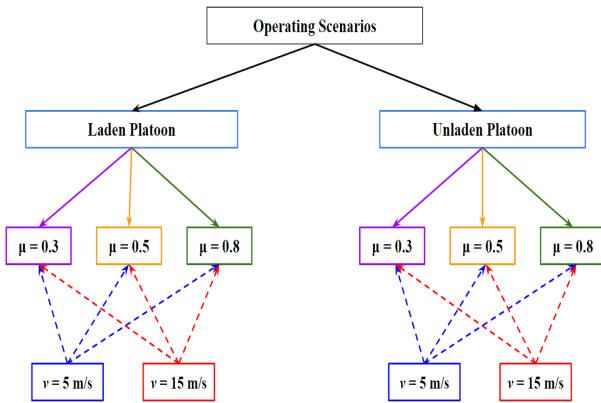 Operating Scenarios
Laden Platoon
Unladen Platoon
μ = 0.3
μ = 0.5
μ = 0.8
μ = 0.3
μ = 0.5
μ = 0.8
v = 5 m/s
v = 15 m/s
v = 5 m/s
v = 15 m/s